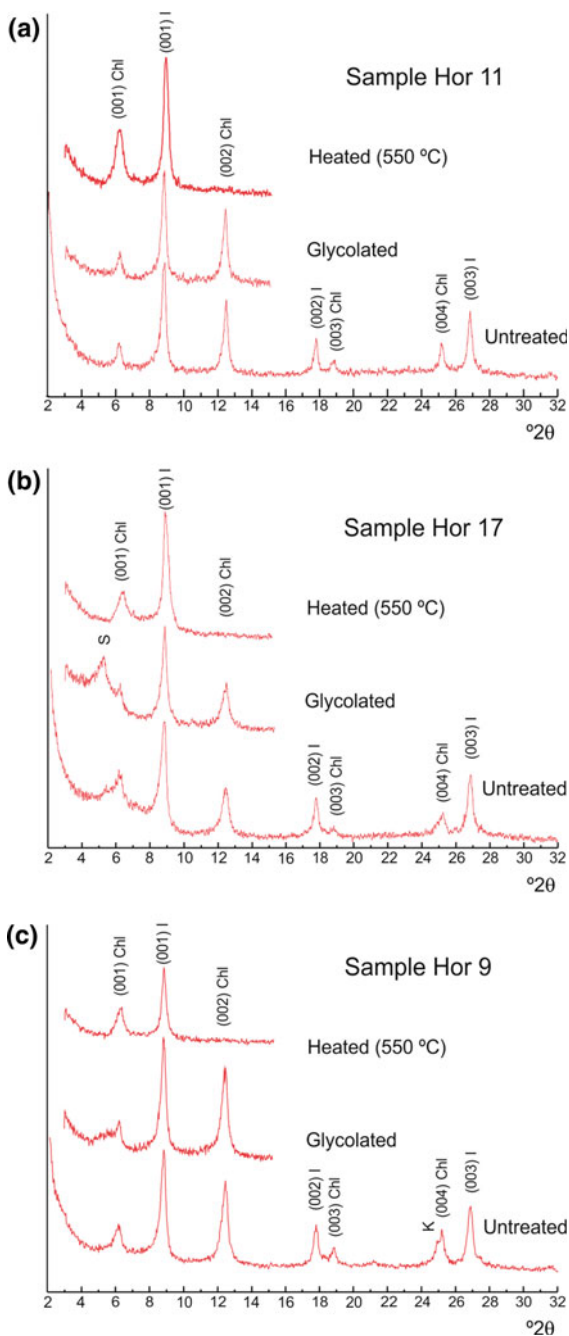 (a)
(001) I
Sample Hor 11
(001) Chl
Heated (550 ºC)
(002) Chl
Glycolated
(002) I
(003) Chl
(004) Chl
(003) I
Untreated
2 4 6 8 10 12 14 16 18 20 22 24 26 28 30 32
º2θ
(b)
(001) I
Sample Hor 17
(001) Chl
Heated (550 ºC)
(002) Chl
S
Glycolated
(002) I
(003) Chl
(004) Chl
(003) I
Untreated
2 4 6 8 10 12 14 16 18 20 22 24 26 28 30 32
º2θ
(c)
(001) I
Sample Hor 9
(001) Chl
(002) Chl
Heated (550 ºC)
Glycolated
(002) I
(003) Chl
K
(004) Chl
(003) I
Untreated
2 4 6 8 10 12 14 16 18 20 22 24 26 28 30 32
º2θ